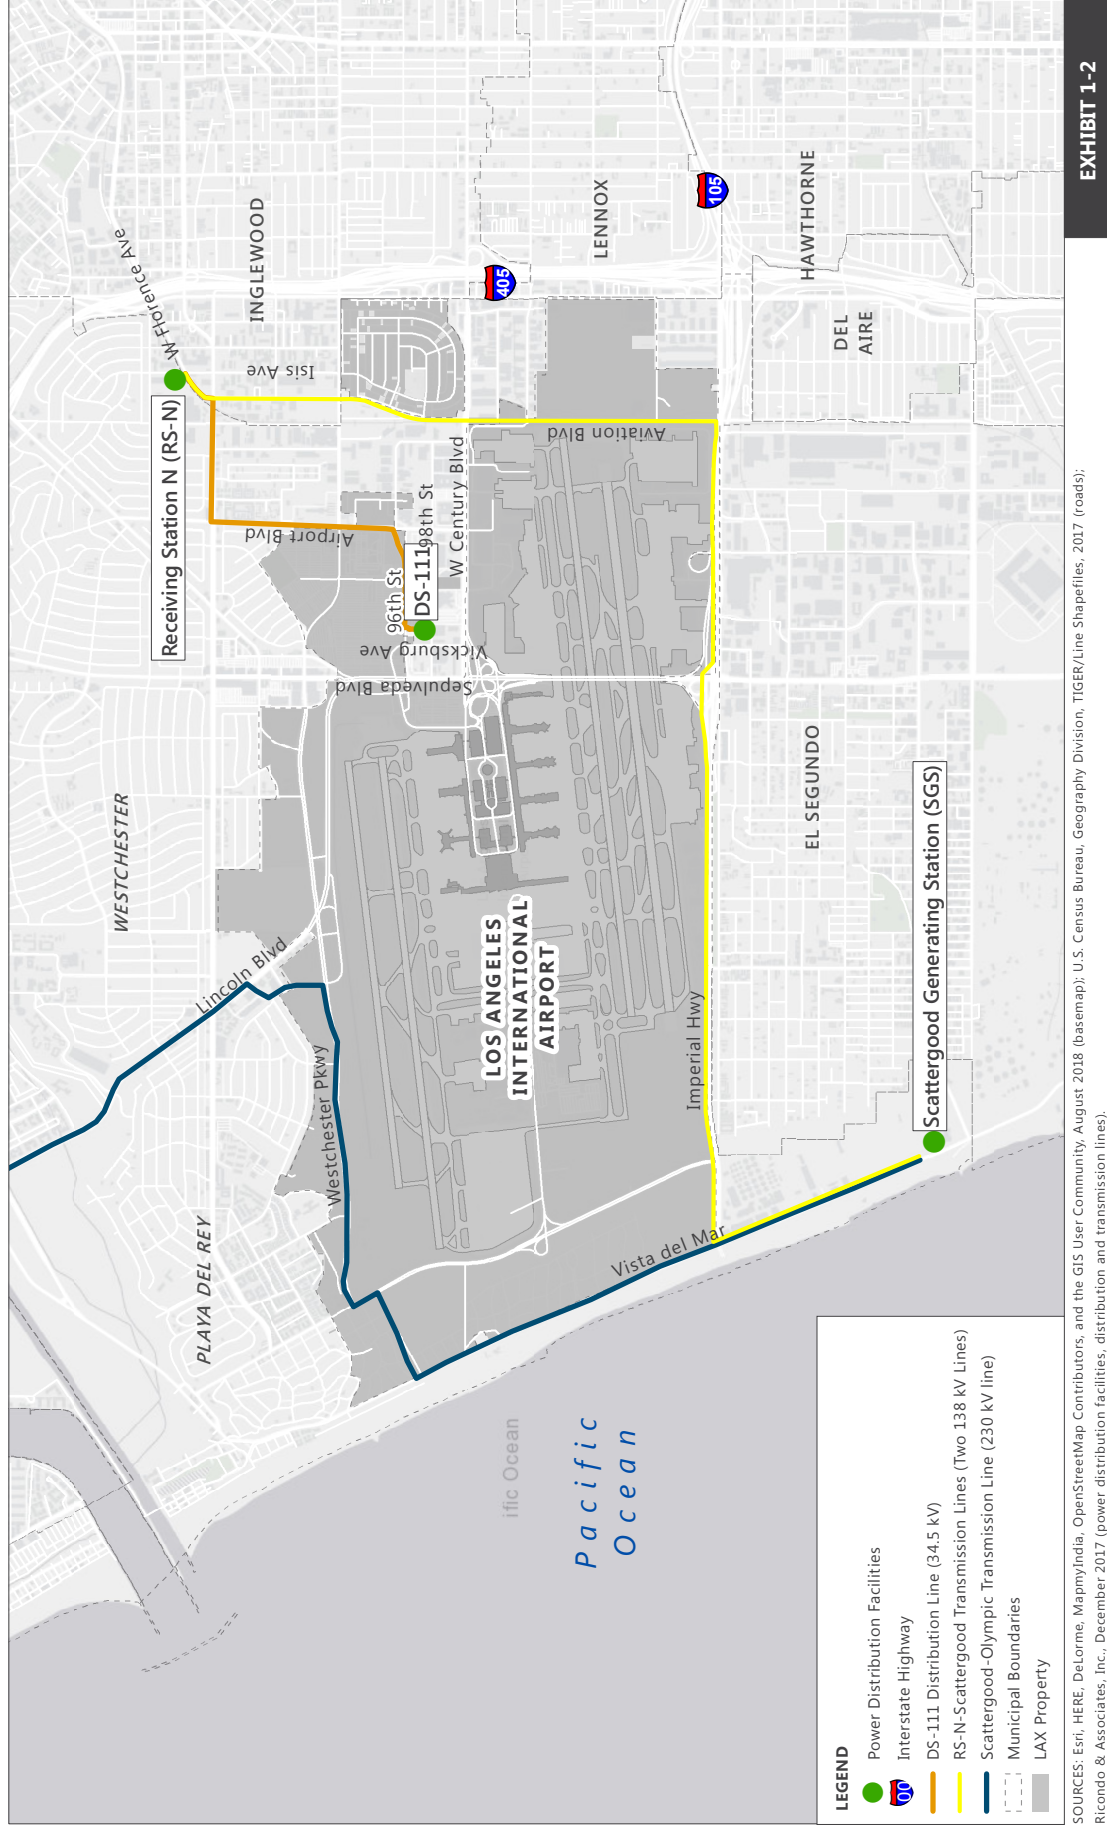 EXHIBIT 1-2
WESTCHESTER
PLAYA DEL REY
INGLEWOOD
LENNOX
HAWTHORNE
DEL
AIRE
EL SEGUNDO
W Florence Ave
Isis Ave
Receiving Station N (RS-N)
Airport Blvd
Aviation Blvd
96th St
98th St
DS-111
W Century Blvd
Vicksburg Ave
Sepulveda Blvd
405
105
Lincoln Blvd
Westchester Pkwy
LOS ANGELES
INTERNATIONAL
AIRPORT
Imperial Hwy
Vista del Mar
Scattergood Generating Station (SGS)
ific Ocean
Pacific
Ocean
LEGEND
Power Distribution Facilities
00
Interstate Highway
DS-111 Distribution Line (34.5 kV)
RS-N-Scattergood Transmission Lines (Two 138 kV Lines)
Scattergood-Olympic Transmission Line (230 kV line)
Municipal Boundaries
LAX Property
SOURCES: Esri, HERE, DeLorme, MapmyIndia, OpenStreetMap Contributors, and the GIS User Community, August 2018 (basemap); U.S. Census Bureau, Geography Division, TIGER/Line Shapefiles, 2017 (roads);
Ricondo & Associates, Inc., December 2017 (power distribution facilities, distribution and transmission lines).